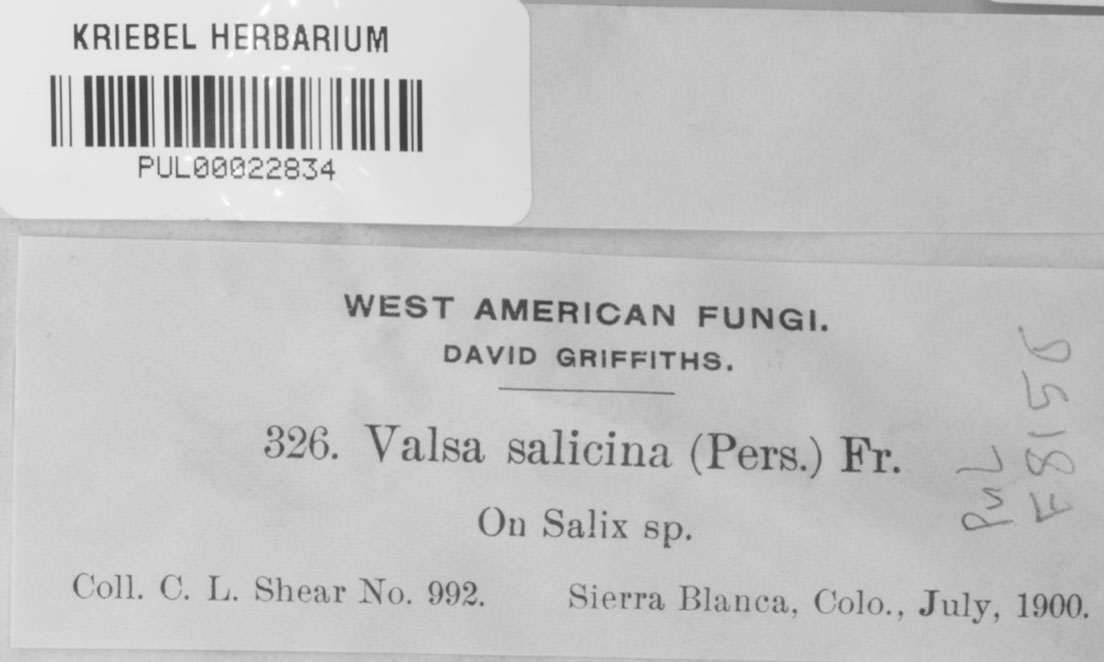 KRIEBEL HERBARIUM
PUL00022834
WEST AMERICAN FUNGI.
DAVID GRIFFITHS.
326. Valsa salicina (Pers.) Fr.
On Salix sp.
Coll. C. L. Shear No. 992. Sierra Blanca, Colo., July, 1900.
PUL
F8156